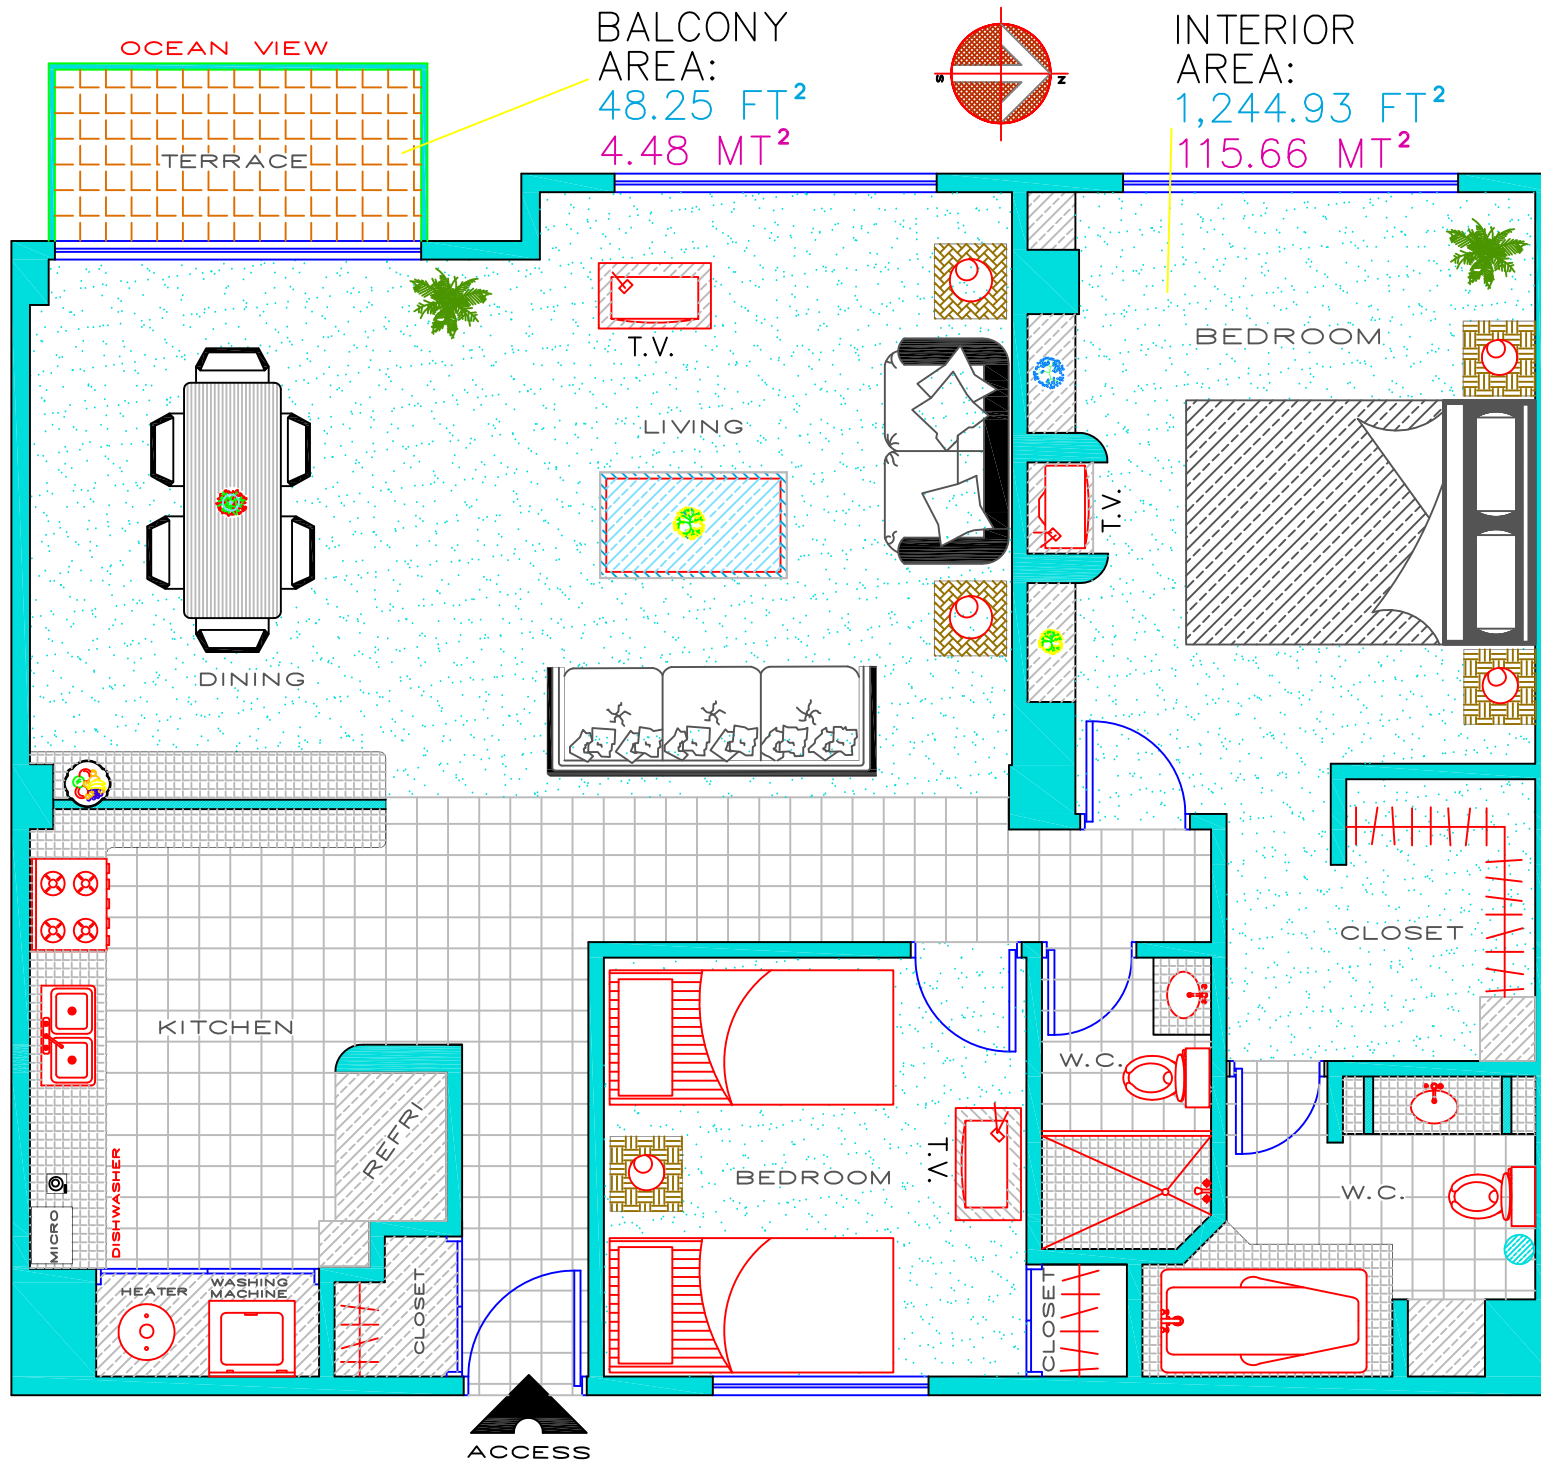 OCEAN VIEW
BALCONY
AREA:
48.25 FT²
4.48 MT²
S
N
INTERIOR
AREA:
1,244.93 FT²
115.66 MT²
TERRACE
T.V.
BEDROOM
LIVING
T.V.
DINING
CLOSET
KITCHEN
W.C.
REFRI
T.V.
BEDROOM
W.C.
DISHWASHER
MICRO
HEATER
WASHING
MACHINE
CLOSET
CLOSET
ACCESS